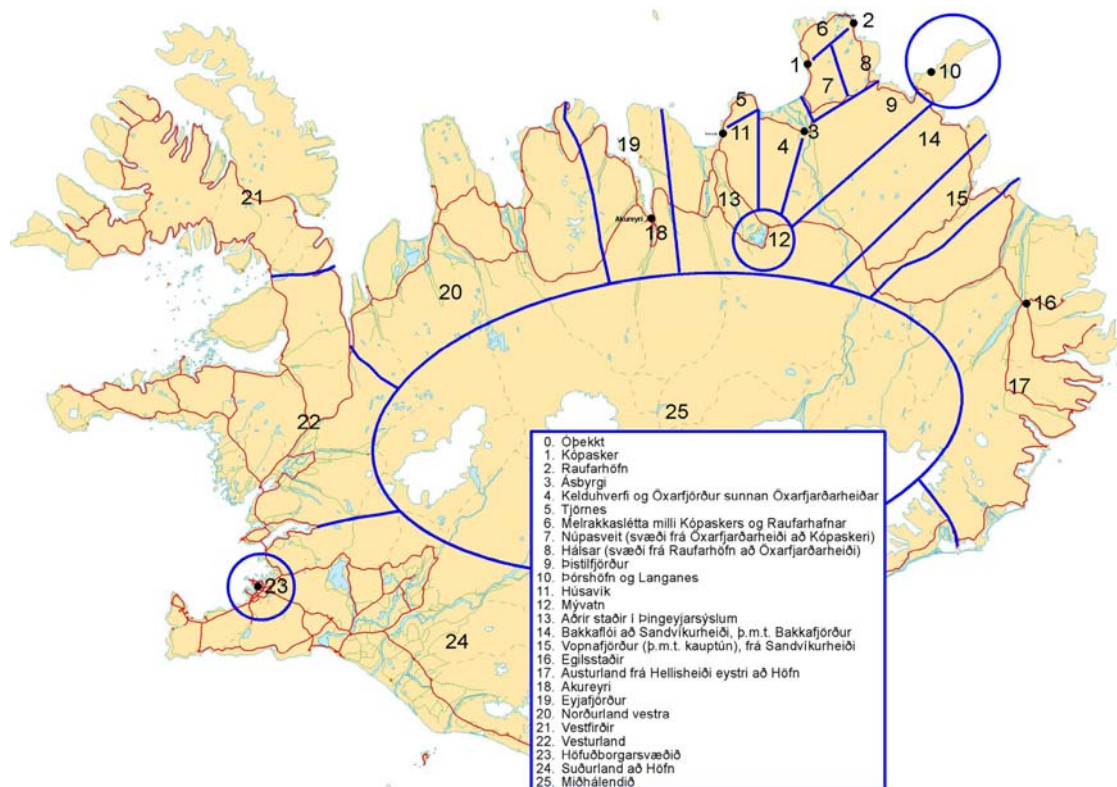 2
6
1
8
10
7
5
9
3
11
14
19
4
21
13
15
Akureyri
18
12
20
16
17
25
22
23
24
0. Óþekkt
1. Kópasker
2. Raufarhöfn
3. Ásbyrgi
4. Kelduhverfi og Öxarfjörður sunnan Öxarfjarðarheiðar
5. Tjörnes
6. Melrakkaslétta milli Kópaskers og Raufarhafnar
7. Núpasveit (svæði frá Öxarfjarðarheiði að Kópaskeri)
8. Hálsar (svæði frá Raufarhöfn að Öxarfjarðarheiði)
9. Þistilfjörður
10. Þórshöfn og Langanes
11. Húsavík
12. Mývatn
13. Aðrir staðir í Þingeyjarsýslum
14. Bakkaflói að Sandvíkurheiði, þ.m.t. Bakkafjörður
15. Vopnafjörður (þ.m.t. kauptún), frá Sandvíkurheiði
16. Egilsstaðir
17. Austurland frá Hellisheiði eystri að Höfn
18. Akureyri
19. Eyjafjörður
20. Norðurland vestra
21. Vestfirðir
22. Vesturland
23. Höfuðborgarsvæðið
24. Suðurland að Höfn
25. Miðhálendið